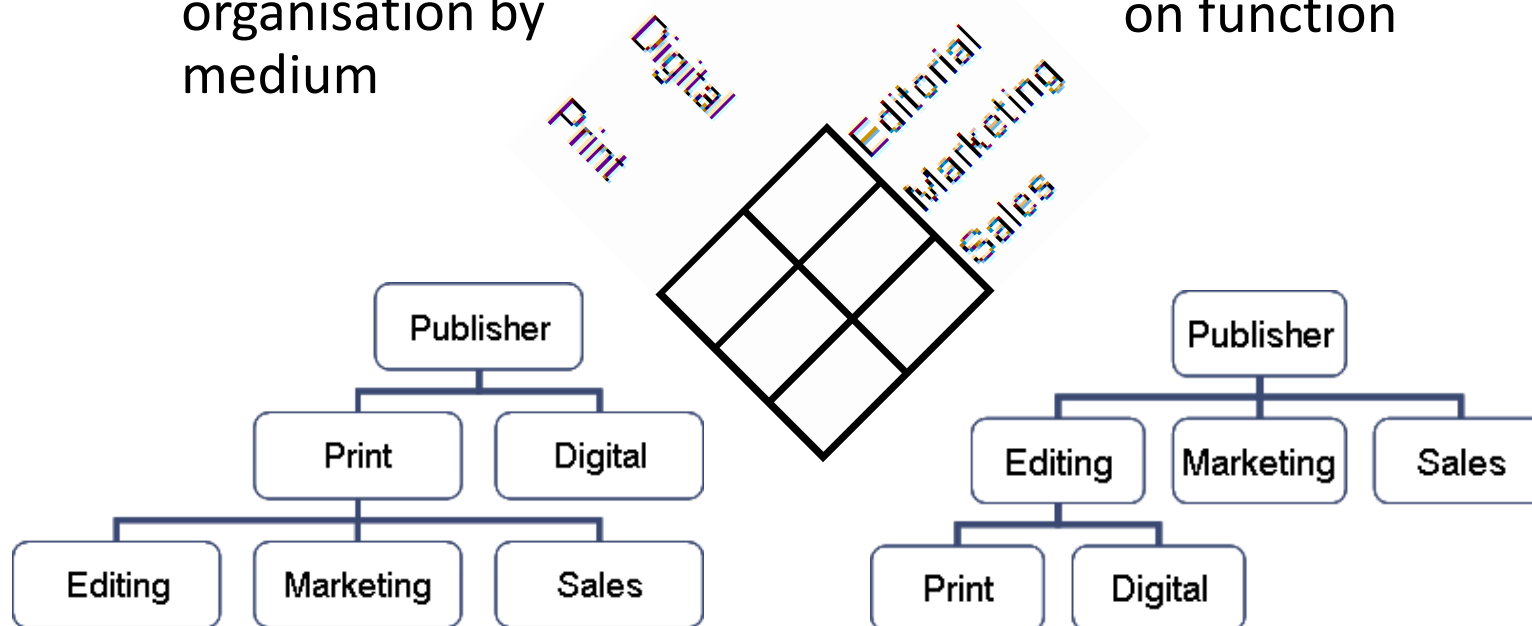 organisation by
medium
on function
Digital
Print
Editorial
Marketing
Sales
Publisher
Print
Digital
Editing
Marketing
Sales
Publisher
Editing
Marketing
Sales
Print
Digital